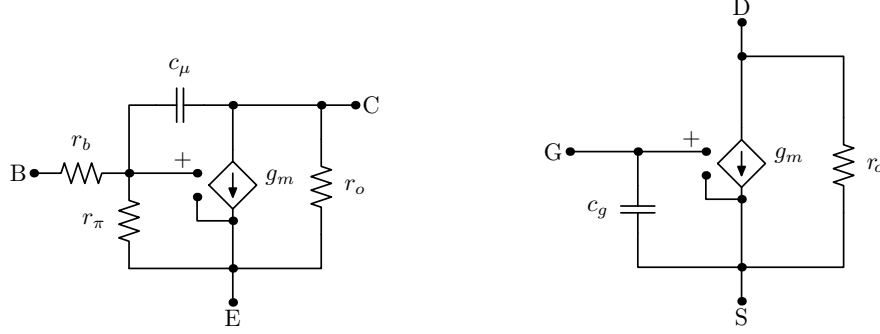 c_μ
C
r_b
B
+
g_m
r_o
r_π
E
D
+
G
g_m
r_o
c_g
S